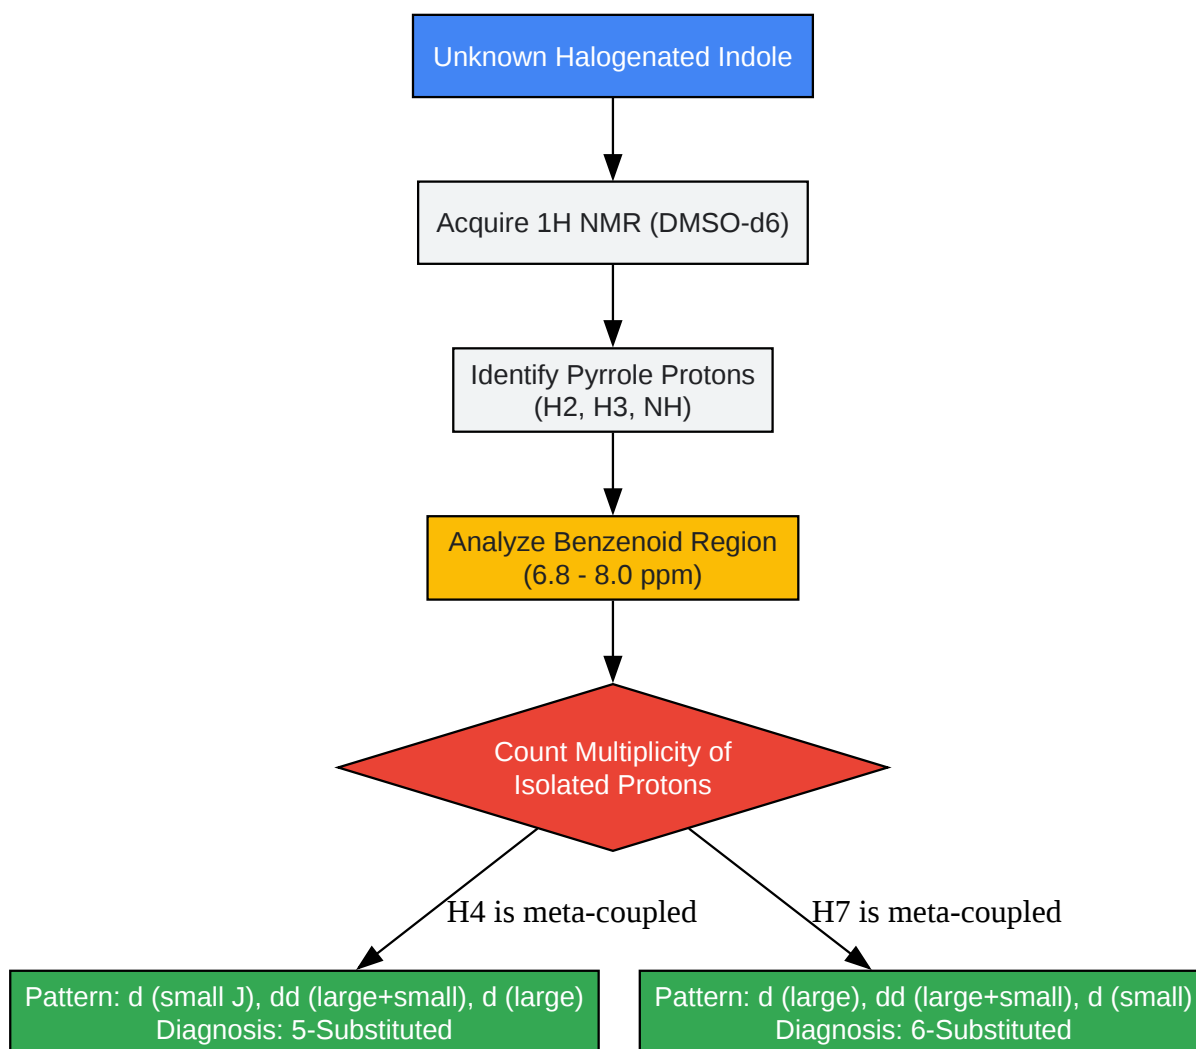 Unknown Halogenated Indole
Acquire 1H NMR (DMSO-d6)
Identify Pyrrole Protons
(H2, H3, NH)
Analyze Benzenoid Region
(6.8 - 8.0 ppm)
Count Multiplicity of
Isolated Protons
H4 is meta-coupled
H7 is meta-coupled
Pattern: d (small J), dd (large+small), d (large)
Diagnosis: 5-Substituted
Pattern: d (large), dd (large+small), d (small)
Diagnosis: 6-Substituted